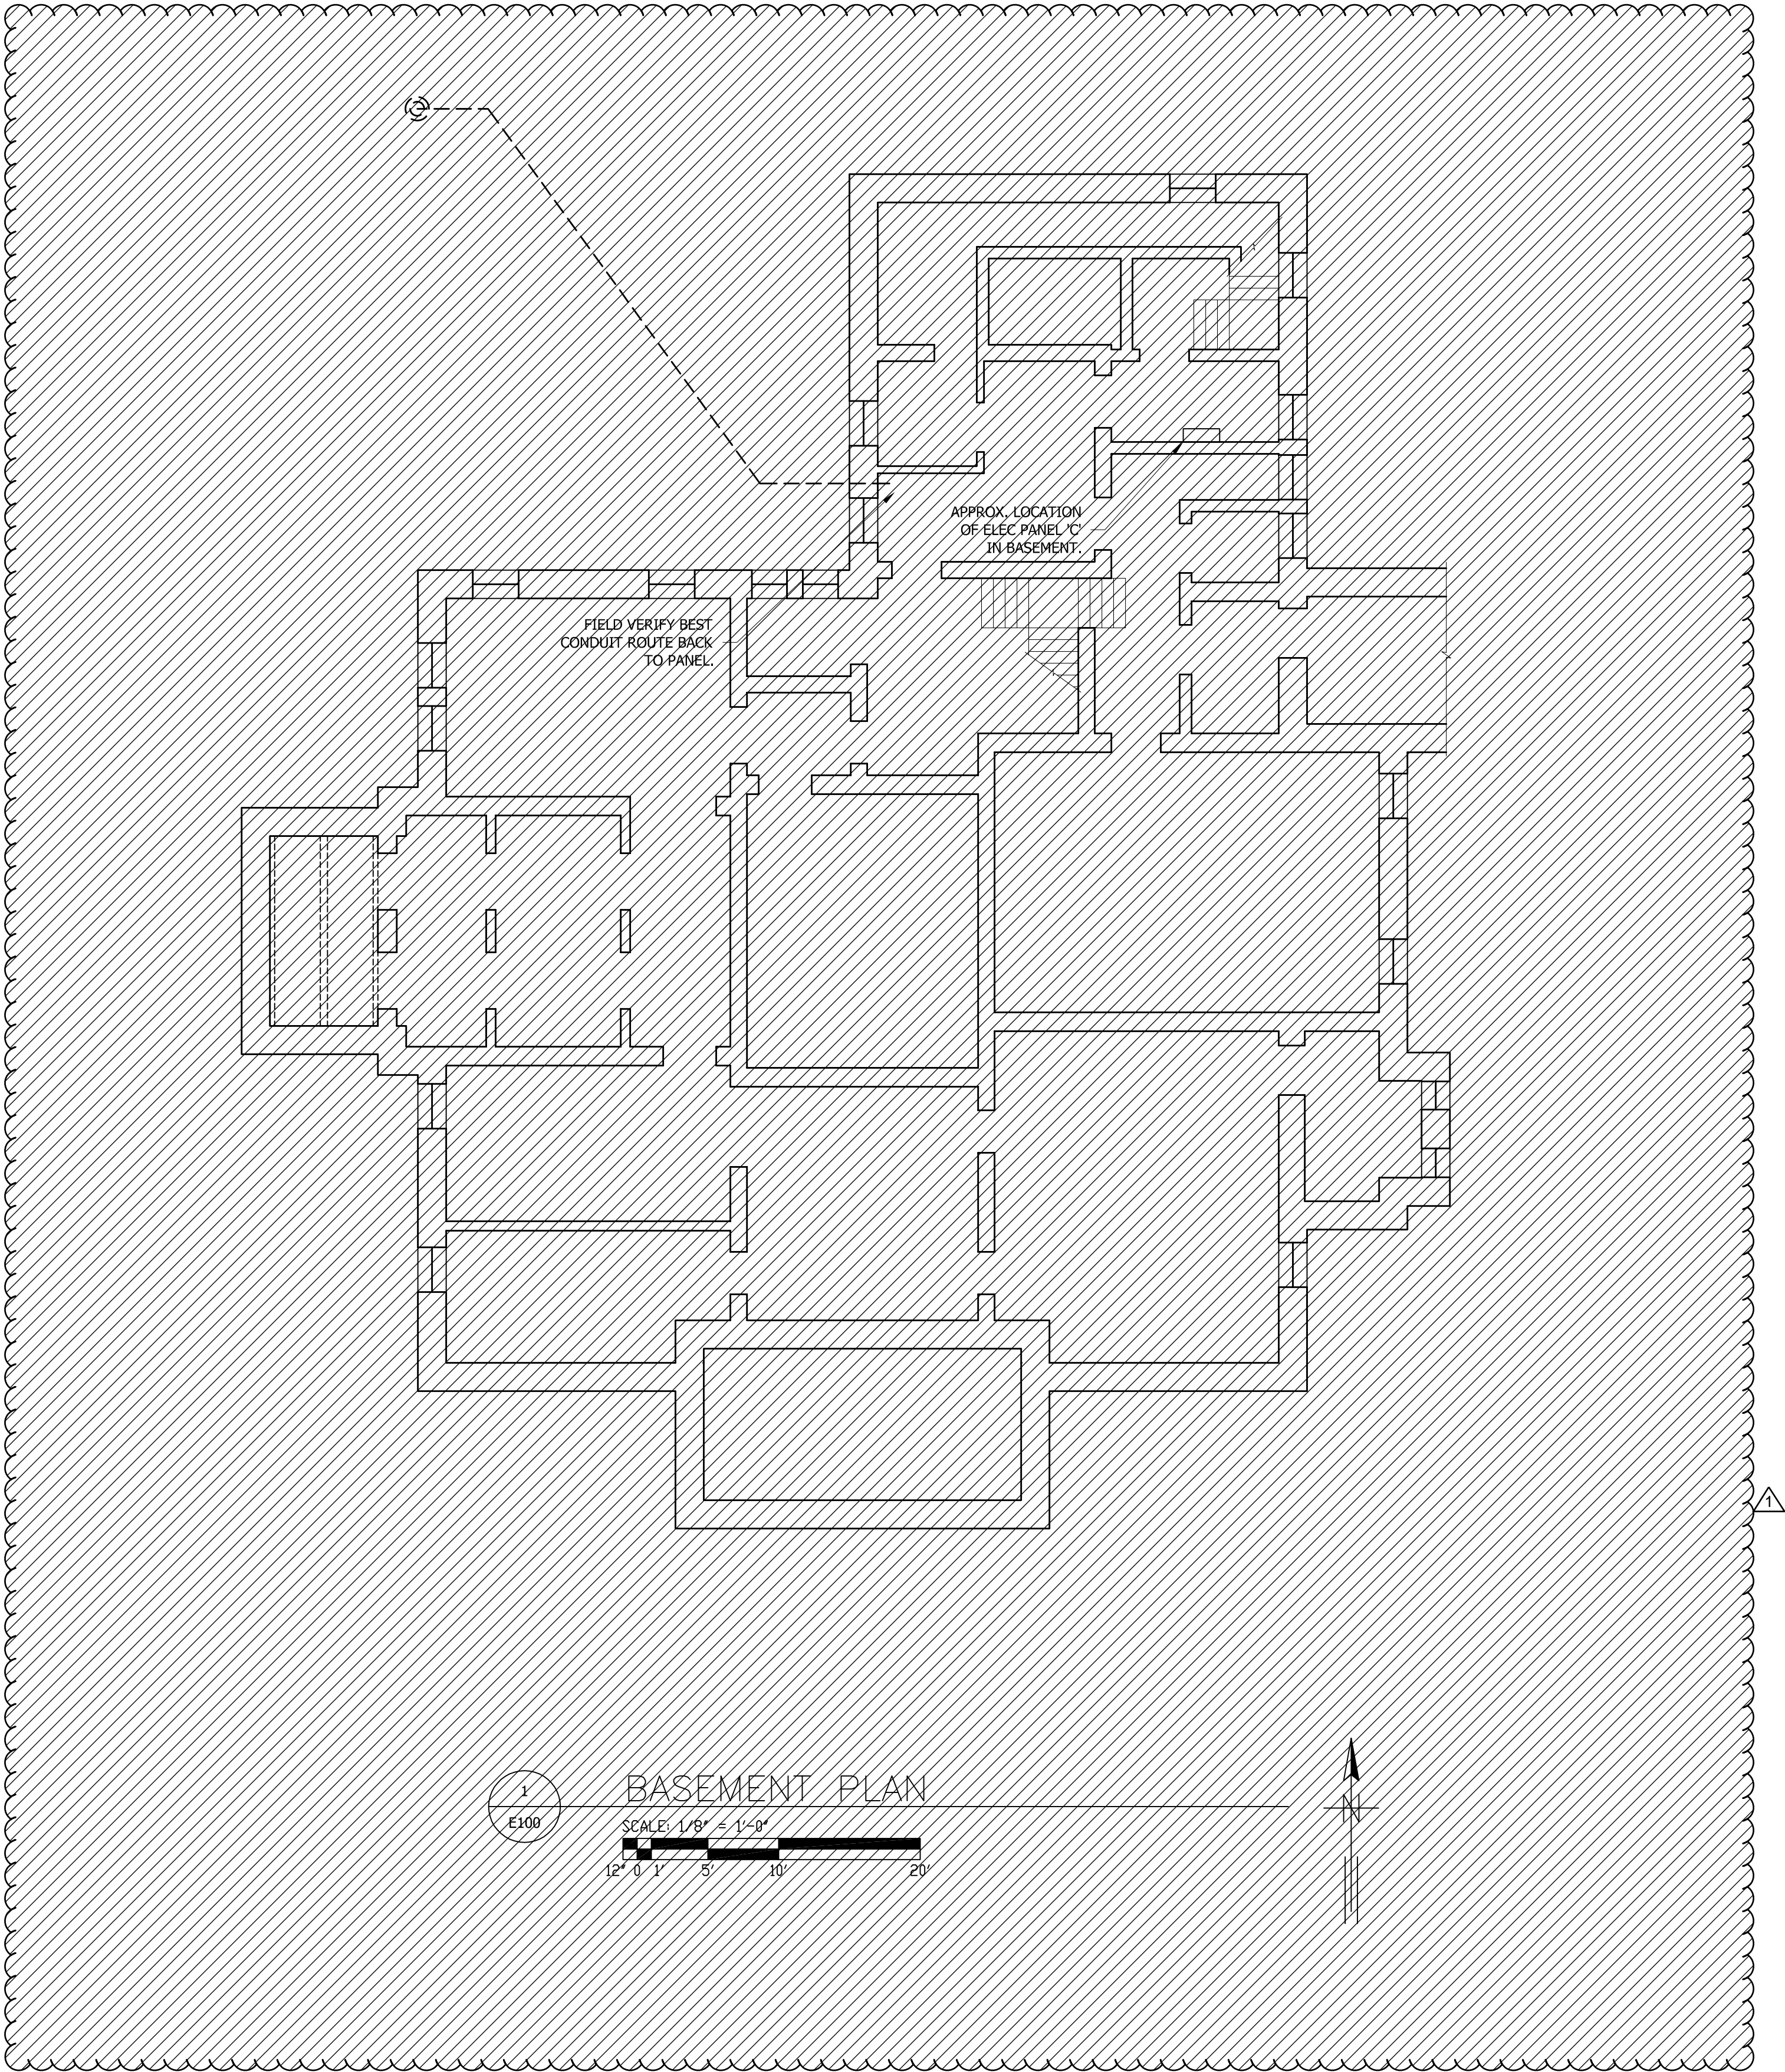 APPROX. LOCATION
OF ELEC PANEL 'C'
IN BASEMENT.
FIELD VERIFY BEST
CONDUIT ROUTE BACK
TO PANEL.
1
1
E100
BASEMENT PLAN
SCALE: 1/8" = 1'-0"
12" 0 1' 5' 10' 20'
N